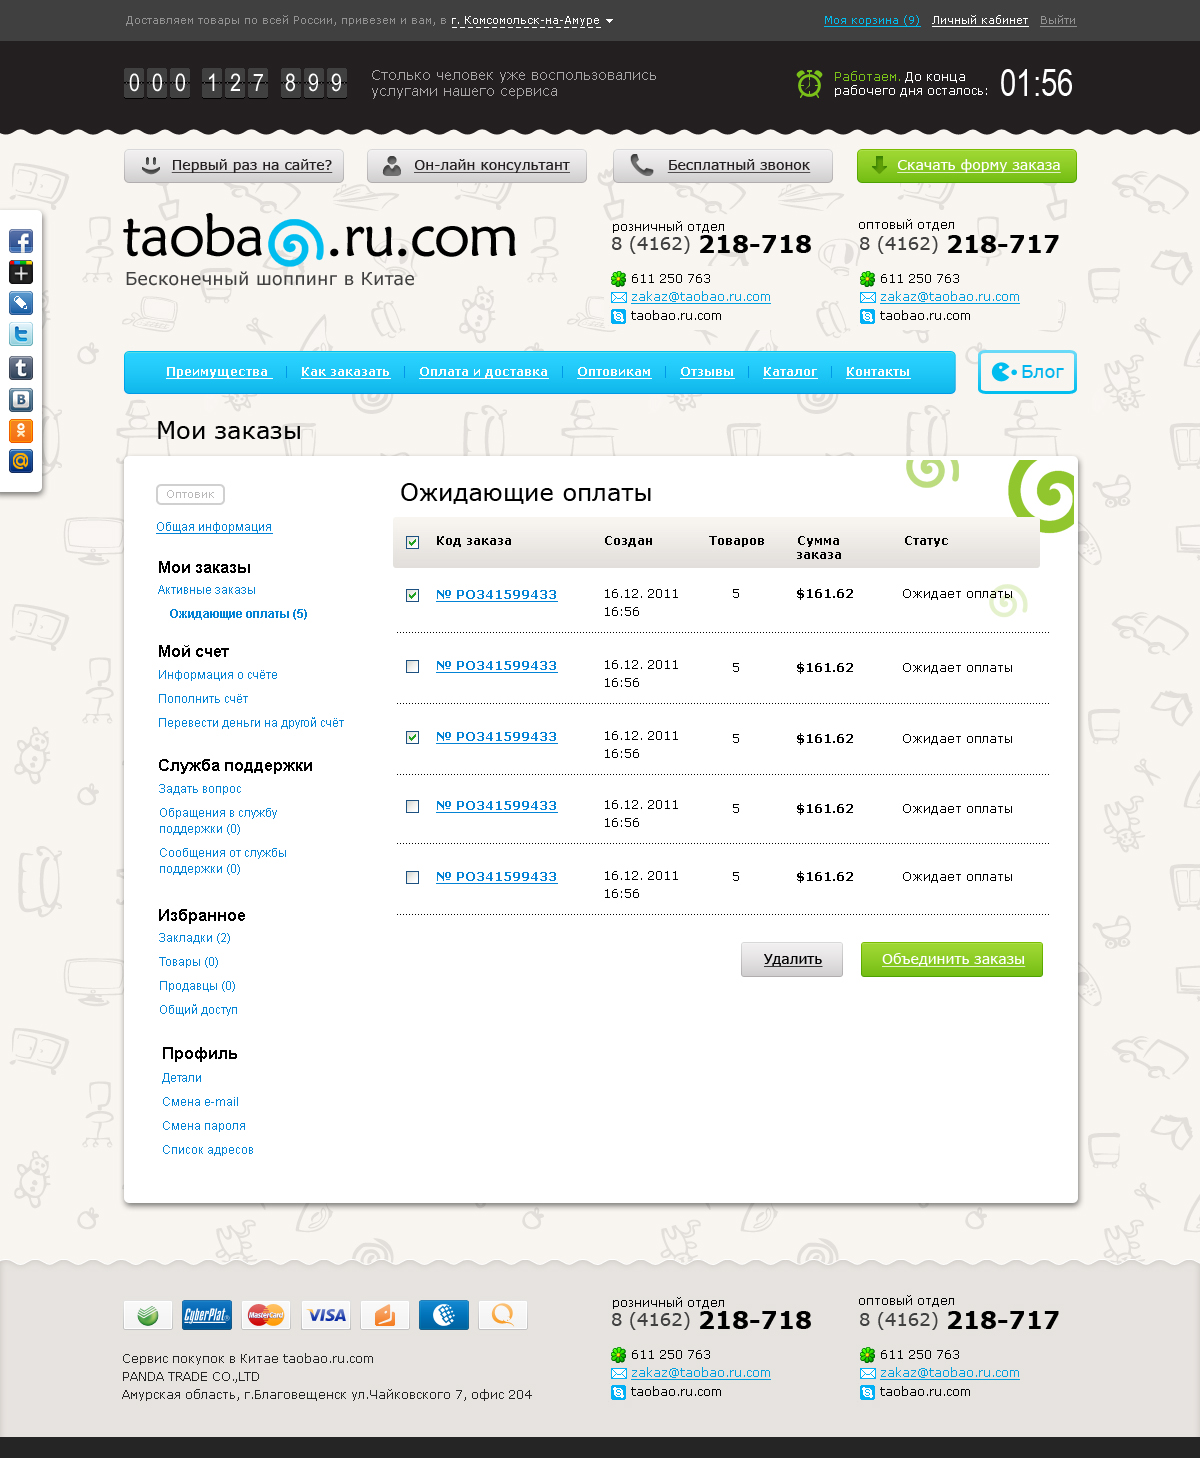 Доставляем товары по всей России, привезем и вам, в г. Комсомольск-на-Амуре
Моя корзина (9) Личный кабинет Выйти
000 127 899
Столько человек уже воспользовались
услугами нашего сервиса
Работаем. До конца
рабочего дня осталось:
01:56
Первый раз на сайте?
Он-лайн консультант
Бесплатный звонок
Скачать форму заказа
taobao.ru.com
Бесконечный шоппинг в Китае
розничный отдел
8 (4162) 218-718
611 250 763
zakaz@taobao.ru.com
taobao.ru.com
оптовый отдел
8 (4162) 218-717
611 250 763
zakaz@taobao.ru.com
taobao.ru.com
Преимущества Как заказать Оплата и доставка Оптовикам Отзывы Каталог Контакты
Блог
Мои заказы
Оптовик
Общая информация
Мои заказы
Активные заказы
Ожидающие оплаты (5)
Мой счет
Информация о счёте
Пополнить счёт
Перевести деньги на другой счёт
Служба поддержки
Задать вопрос
Обращения в службу
поддержки (0)
Сообщения от службы
поддержки (0)
Избранное
Закладки (2)
Товары (0)
Продавцы (0)
Общий доступ
Профиль
Детали
Смена e-mail
Смена пароля
Список адресов
Ожидающие оплаты
Код заказа Создан Товаров Сумма
заказа Статус
№ PO341599433 16.12. 2011 5 $161.62 Ожидает оплаты
16:56
№ PO341599433 16.12. 2011 5 $161.62 Ожидает оплаты
16:56
№ PO341599433 16.12. 2011 5 $161.62 Ожидает оплаты
16:56
№ PO341599433 16.12. 2011 5 $161.62 Ожидает оплаты
16:56
№ PO341599433 16.12. 2011 5 $161.62 Ожидает оплаты
16:56
Удалить
Объединить заказы
CyberPlat MasterCard VISA
Сервис покупок в Китае taobao.ru.com
PANDA TRADE CO.,LTD
Амурская область, г.Благовещенск ул.Чайковского 7, офис 204
розничный отдел
8 (4162) 218-718
611 250 763
zakaz@taobao.ru.com
taobao.ru.com
оптовый отдел
8 (4162) 218-717
611 250 763
zakaz@taobao.ru.com
taobao.ru.com